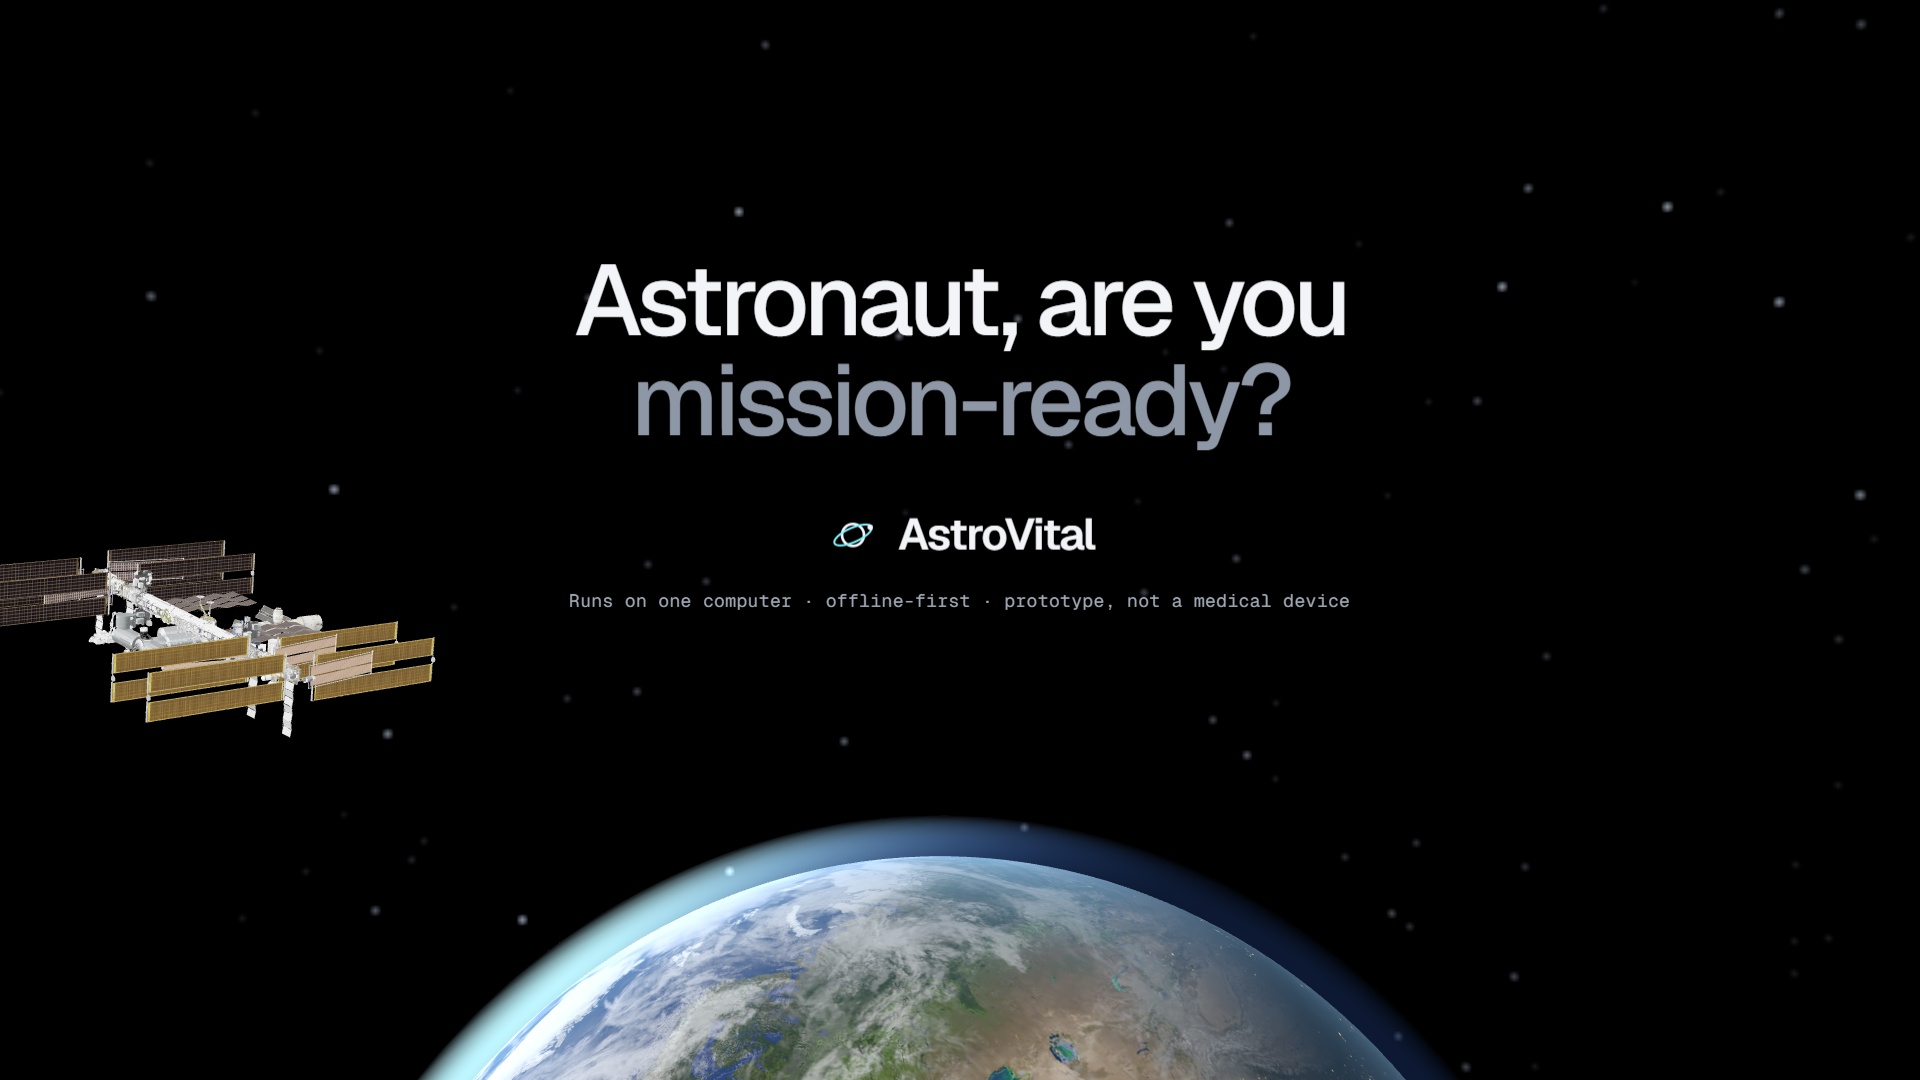 Astronaut, are you
mission-ready?
AstroVital
Runs on one computer · offline-first · prototype, not a medical device